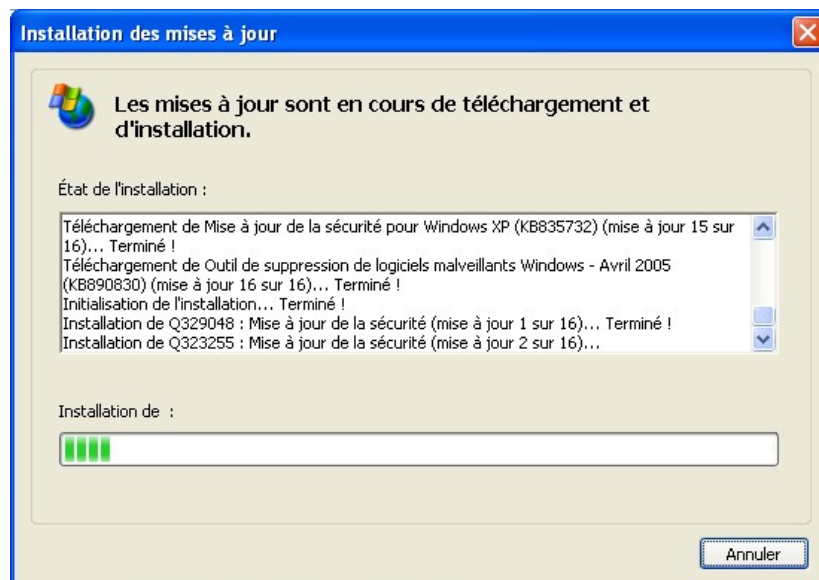 Installation des mises à jour
Les mises à jour sont en cours de téléchargement et
d'installation.
État de l'installation :
Téléchargement de Mise à jour de la sécurité pour Windows XP (KB835732) (mise à jour 15 sur
16)... Terminé !
Téléchargement de Outil de suppression de logiciels malveillants Windows - Avril 2005
(KB890830) (mise à jour 16 sur 16)... Terminé !
Initialisation de l'installation... Terminé !
Installation de Q329048 : Mise à jour de la sécurité (mise à jour 1 sur 16)... Terminé !
Installation de Q323255 : Mise à jour de la sécurité (mise à jour 2 sur 16)...
Installation de :
Annuler